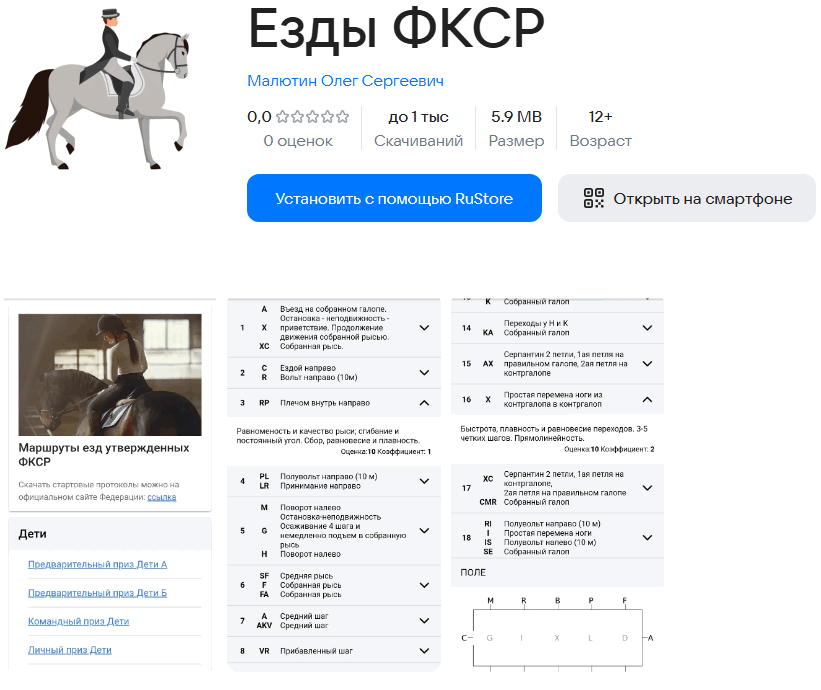 Езды ФКСР
Малютин Олег Сергеевич
0,0
0 оценок
до 1 тыс
Скачиваний
5.9 MB
Размер
12+
Возраст
Установить с помощью RuStore
Открыть на смартфоне
Маршруты езд утвержденных
ФКСР
Скачать стартовые протоколы можно на
официальном сайте Федерации: ссылка
Дети
Предварительный приз Дети А
Предварительный приз Дети Б
Командный приз Дети
Личный приз Дети
1
A Въезд на собранном галопе.
Остановка - неподвижность -
X приветствие. Продолжение
движения собранной рысью.
XC Собранная рысь.
2
C Ездой направо
R Вольт направо (10м)
3 RP Плечом внутрь направо
Равноменость и качество рыси; сгибание и
постоянный угол. Сбор, равновесие и плавность.
Оценка:10 Коэффициент: 1
4
PL Полувольт направо (10 м)
LR Принимание направо
5
M Поворот налево
Остановка-неподвижность
G Осаживание 4 шага и
немедленно подъем в собранную
рысь
H Поворот налево
6
SF Средняя рысь
F Собранная рысь
FA Собранная рысь
7
A Средний шаг
AKV Средний шаг
8 VR Прибавленный шаг
K Собранный галоп
14
Переходы у H и K
KA Собранный галоп
15 AX
Серпантин 2 петли, 1ая петля на
правильном галопе, 2ая петля на
контргалопе
16 X
Простая перемена ноги из
контргалопа в контргалоп
Быстрота, плавность и равновесие переходов. 3-5
четких шагов. Прямолинейность.
Оценка:10 Коэффициент: 2
17
XC Серпантин 2 петли, 1ая петля на
контргалопе,
2ая петля на правильном галопе
CMR Собранный галоп
18
RI Полувольт направо (10 м)
I Простая перемена ноги
IS Полувольт налево (10 м)
SE Собранный галоп
ПОЛЕ
M R B P F
C G I X L D A